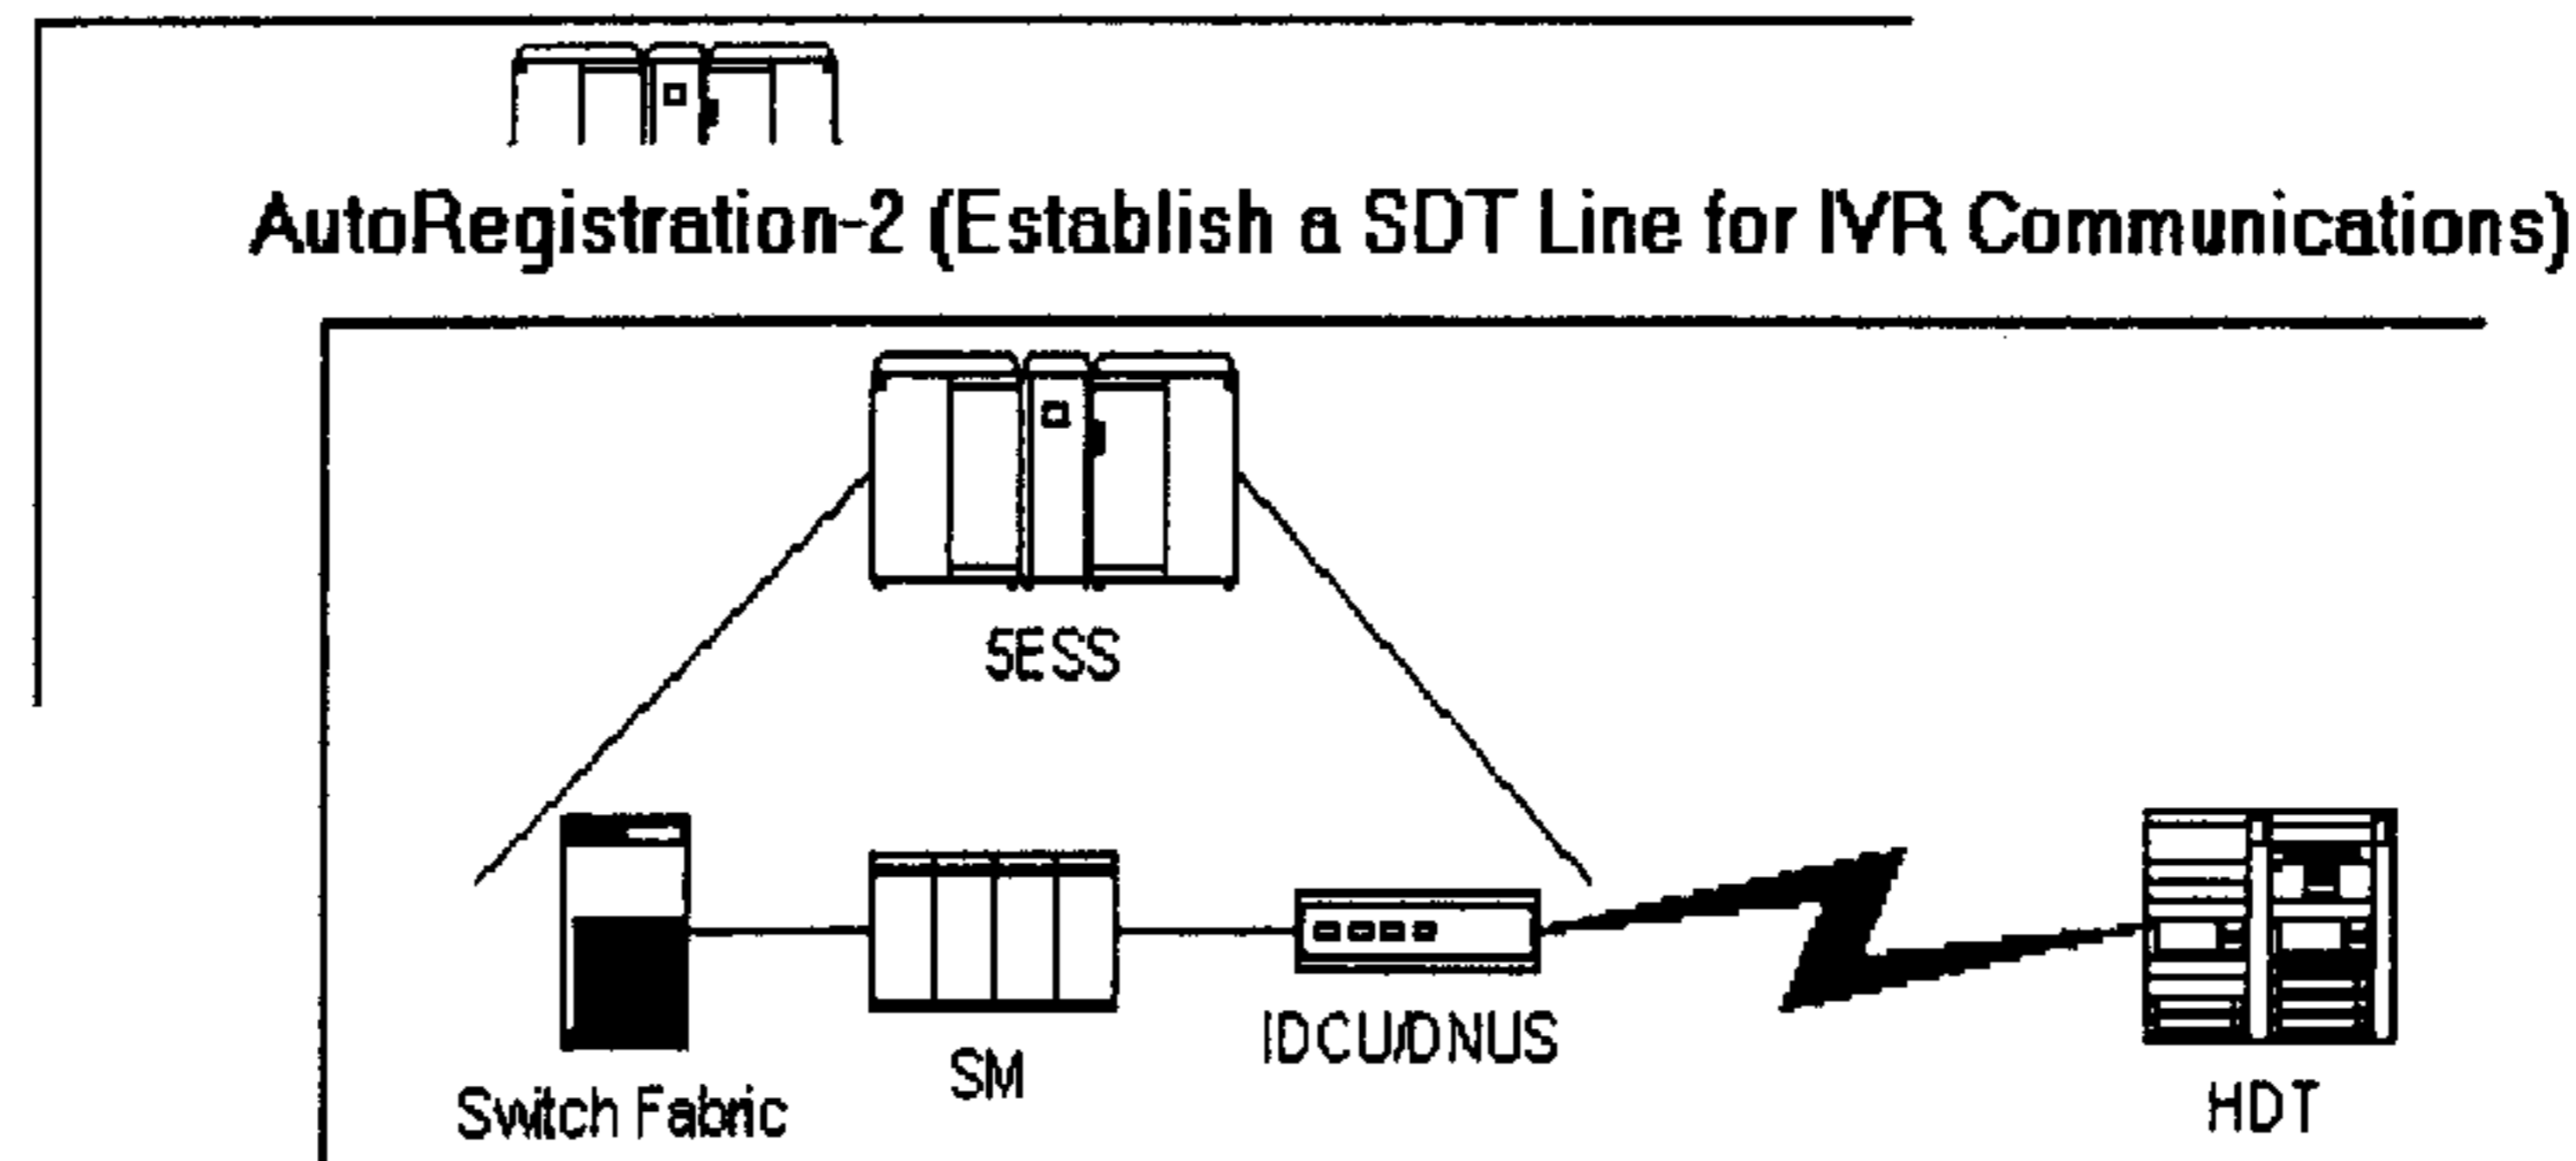 AutoRegistration-2 (Establish a SDT Line for IVR Communications)
5ESS
Switch Fabric
SM
IDCU/DNUS
HDT